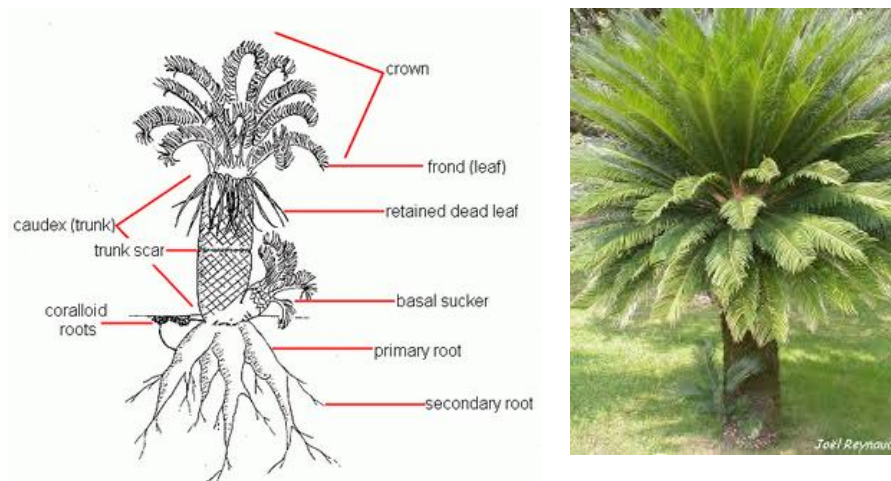 crown
frond (leaf)
retained dead leaf
caudex (trunk)
trunk scar
basal sucker
coralloid
roots
primary root
secondary root
Joël Reynaud